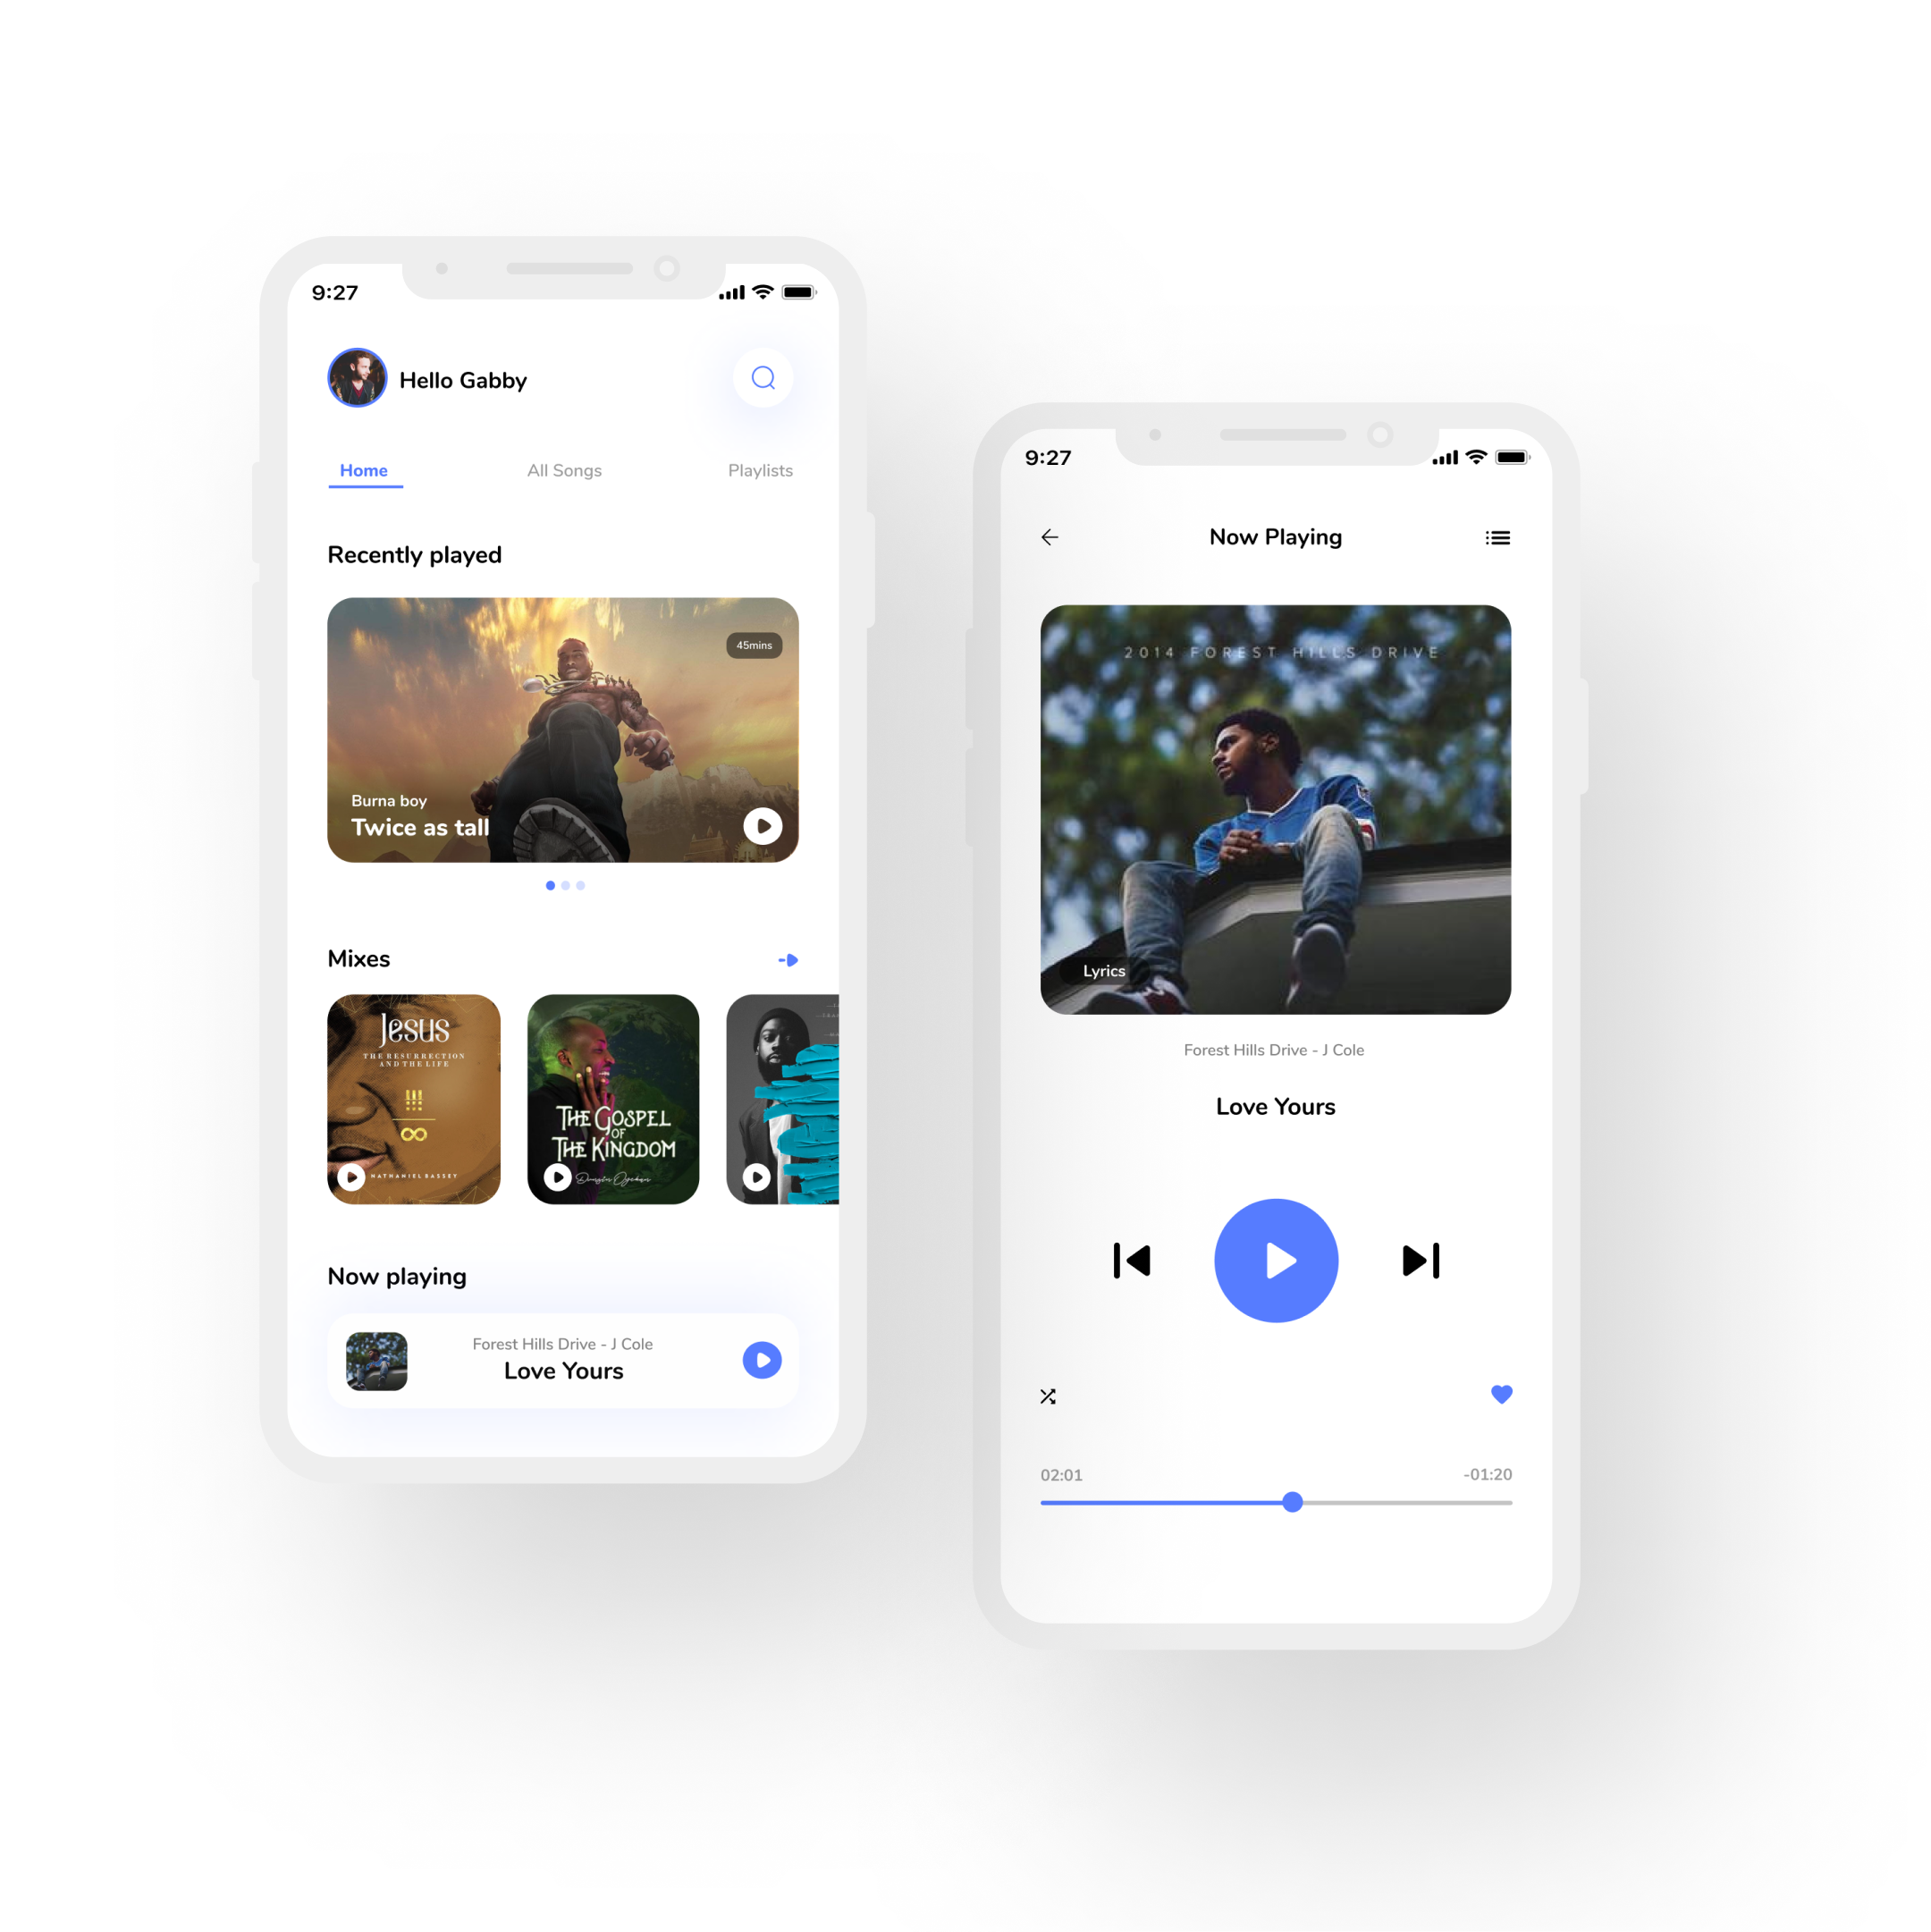 9:27
Hello Gabby
Home
All Songs
Playlists
Recently played
45mins
Burna boy
Twice as tall
Mixes
Jesus
THE RESURRECTION
AND THE LIFE
NATHANIEL BASSEY
THE GOSPEL
OF
THE KINGDOM
Now playing
Forest Hills Drive - J Cole
Love Yours
9:27
Now Playing
2014 FOREST HILLS DRIVE
Lyrics
Forest Hills Drive - J Cole
Love Yours
02:01
-01:20